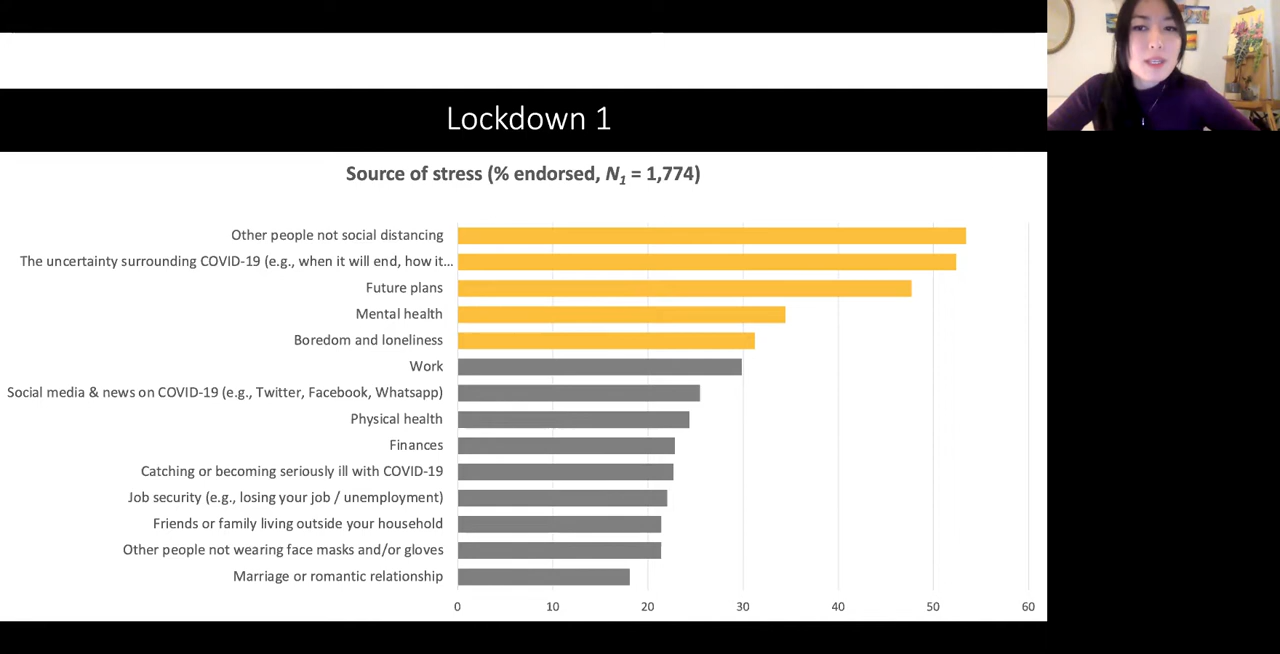 Lockdown 1
Source of stress (% endorsed, N1 = 1,774)
Other people not social distancing
The uncertainty surrounding COVID-19 (e.g., when it will end, how it...
Future plans
Mental health
Boredom and loneliness
Work
Social media & news on COVID-19 (e.g., Twitter, Facebook, Whatsapp)
Physical health
Finances
Catching or becoming seriously ill with COVID-19
Job security (e.g., losing your job / unemployment)
Friends or family living outside your household
Other people not wearing face masks and/or gloves
Marriage or romantic relationship
0 10 20 30 40 50 60